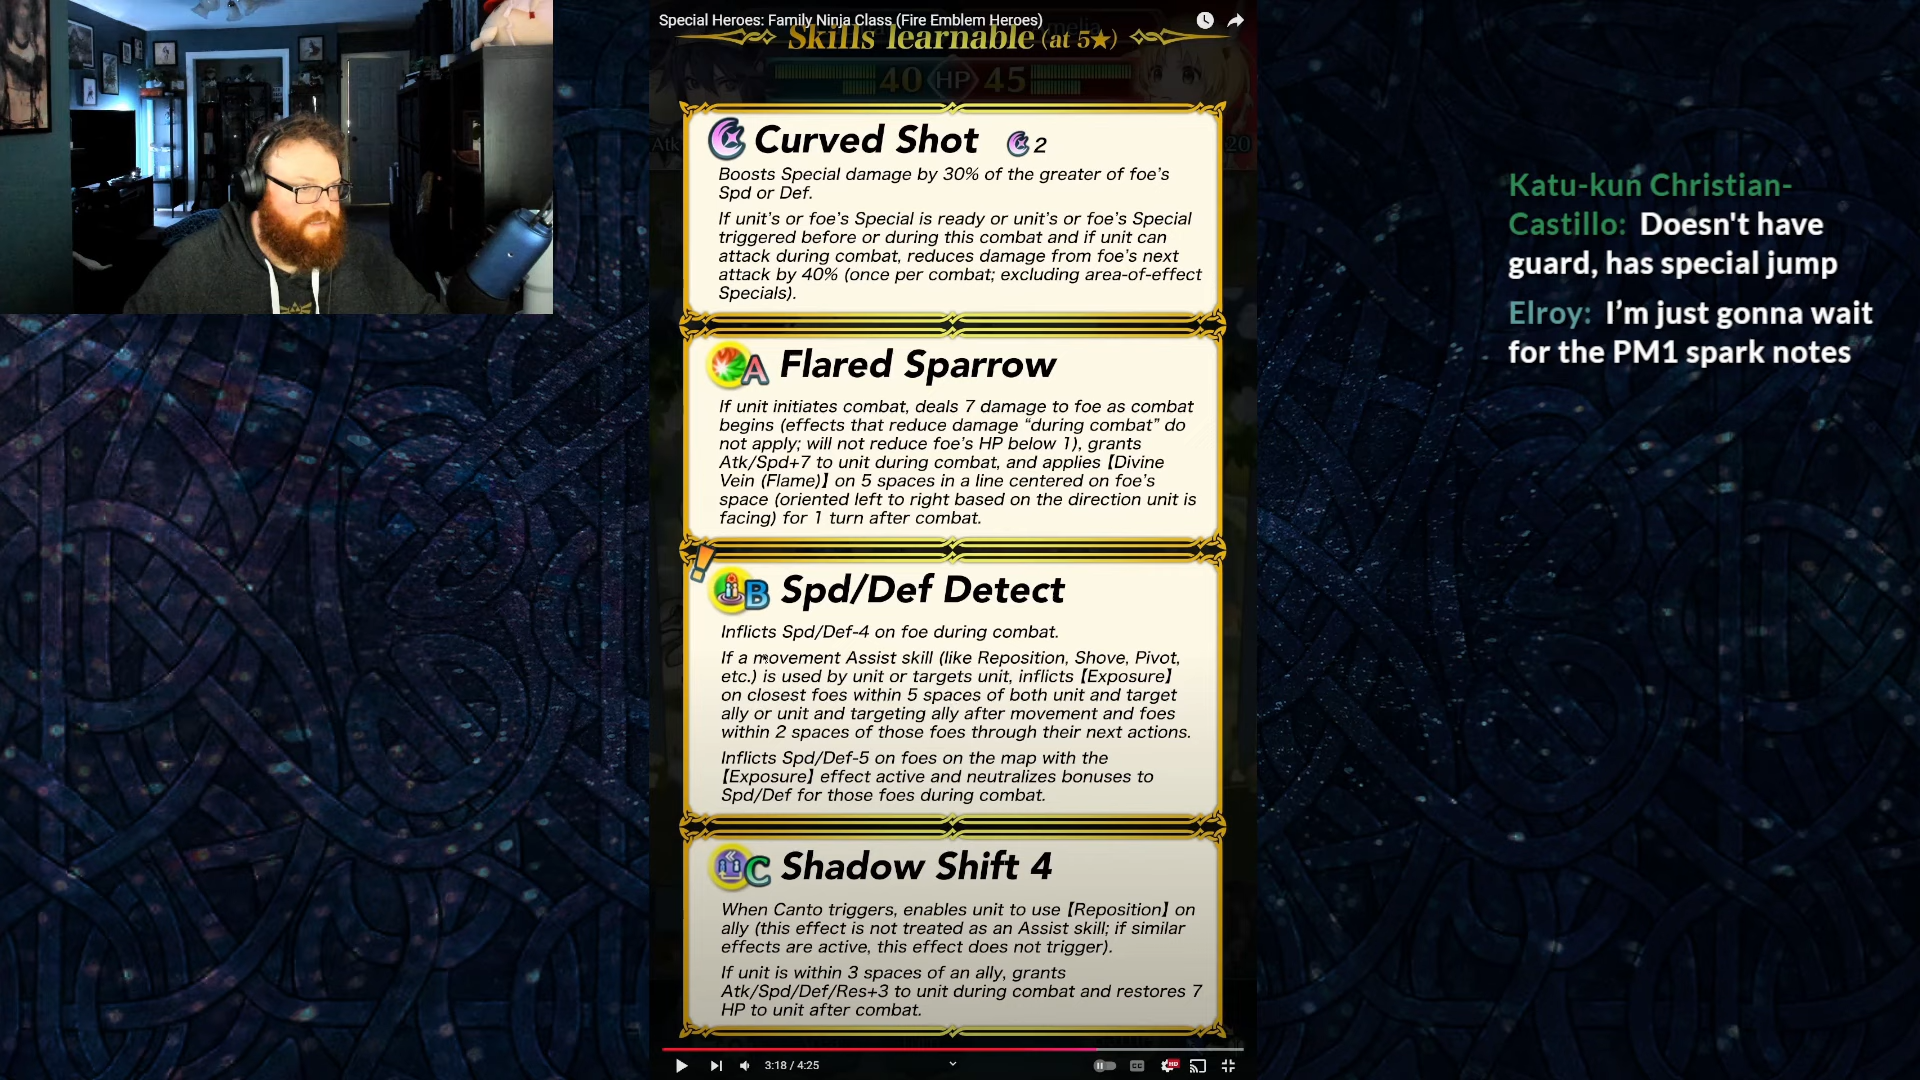 Special Heroes: Family Ninja Class (Fire Emblem Heroes)
Skills learnable (at 5★)
40 HP 45
Atk
20
Curved Shot 2
Boosts Special damage by 30% of the greater of foe's
Spd or Def.
If unit's or foe's Special is ready or unit's or foe's Special
triggered before or during this combat and if unit can
attack during combat, reduces damage from foe's next
attack by 40% (once per combat; excluding area-of-effect
Specials).
A Flared Sparrow
If unit initiates combat, deals 7 damage to foe as combat
begins (effects that reduce damage “during combat” do
not apply; will not reduce foe's HP below 1), grants
Atk/Spd+7 to unit during combat, and applies【Divine
Vein (Flame)】on 5 spaces in a line centered on foe's
space (oriented left to right based on the direction unit is
facing) for 1 turn after combat.
B Spd/Def Detect
Inflicts Spd/Def-4 on foe during combat.
If a movement Assist skill (like Reposition, Shove, Pivot,
etc.) is used by unit or targets unit, inflicts【Exposure】
on closest foes within 5 spaces of both unit and target
ally or unit and targeting ally after movement and foes
within 2 spaces of those foes through their next actions.
Inflicts Spd/Def-5 on foes on the map with the
【Exposure】effect active and neutralizes bonuses to
Spd/Def for those foes during combat.
C Shadow Shift 4
When Canto triggers, enables unit to use【Reposition】on
ally (this effect is not treated as an Assist skill; if similar
effects are active, this effect does not trigger).
If unit is within 3 spaces of an ally, grants
Atk/Spd/Def/Res+3 to unit during combat and restores 7
HP to unit after combat.
3:18 / 4:25
CC
HD
Katu-kun Christian-
Castillo: Doesn't have
guard, has special jump
Elroy: I'm just gonna wait
for the PM1 spark notes